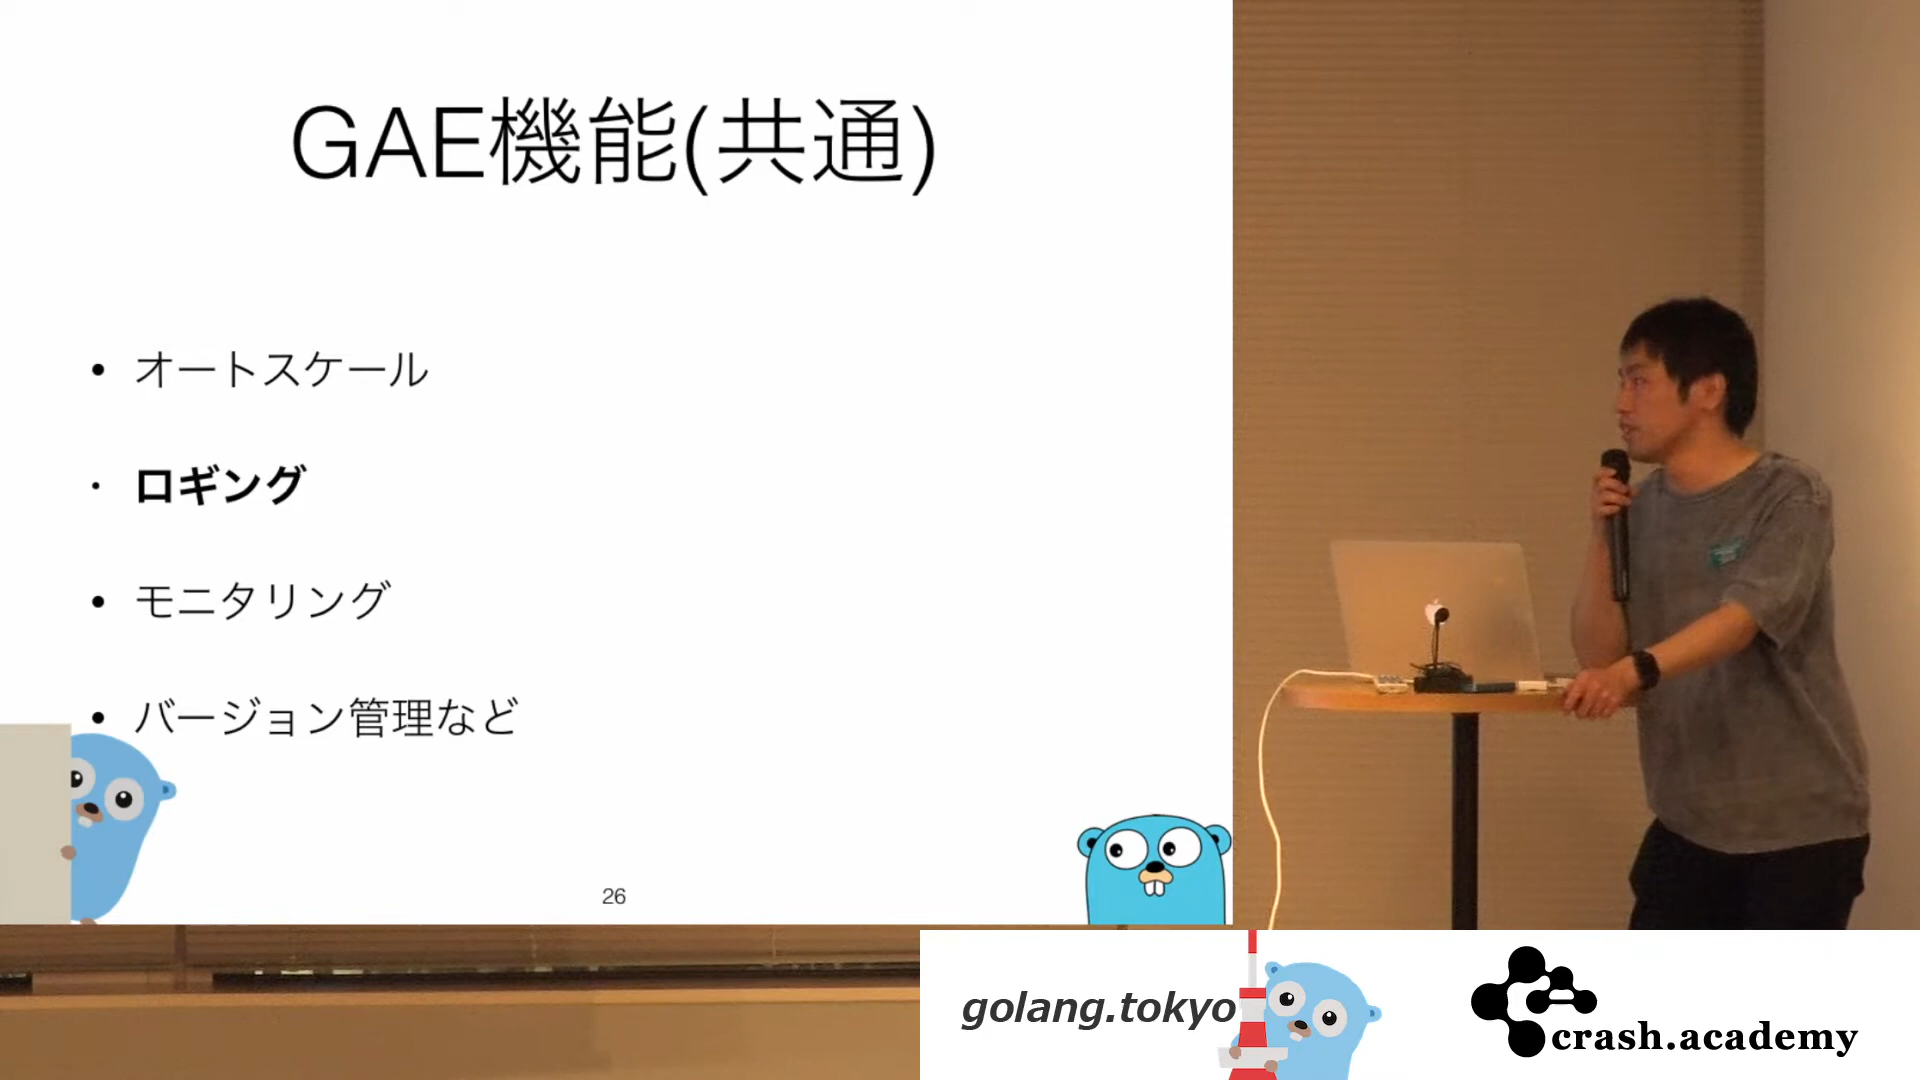 GAE機能(共通)
• オートスケール
• ロギング
• モニタリング
• バージョン管理など
26
golang.tokyo
crash.academy